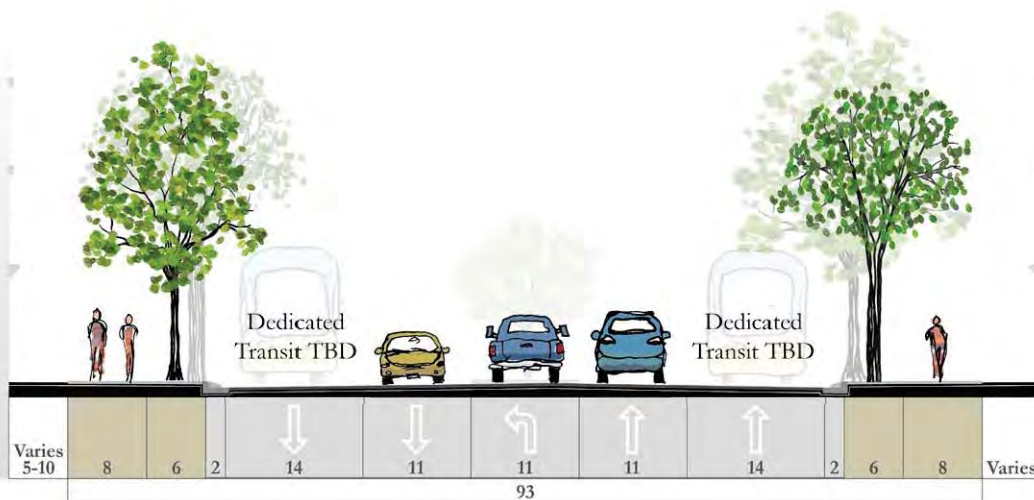 Dedicated
Transit TBD
Dedicated
Transit TBD
Varies
5-10
8
6
2
14
11
11
11
14
2
6
8
Varies
93